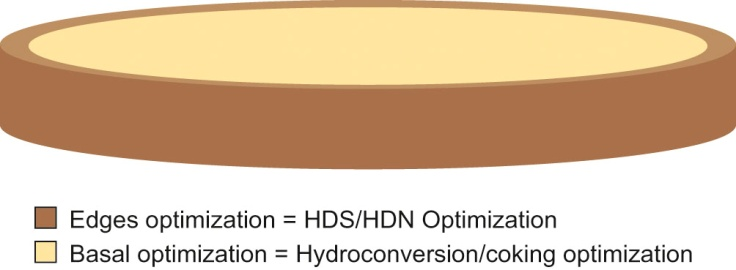 Edges optimization = HDS/HDN Optimization
Basal optimization = Hydroconversion/coking optimization